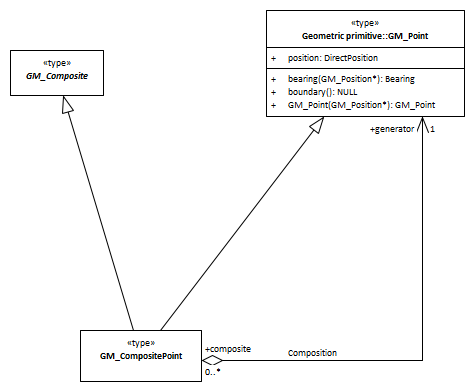 «type»
Geometric primitive::GM_Point
+ position: DirectPosition
+ bearing(GM_Position*): Bearing
+ boundary(): NULL
+ GM_Point(GM_Position*): GM_Point
«type»
GM_Composite
+generator 1
«type»
GM_CompositePoint
+composite
Composition
0..*